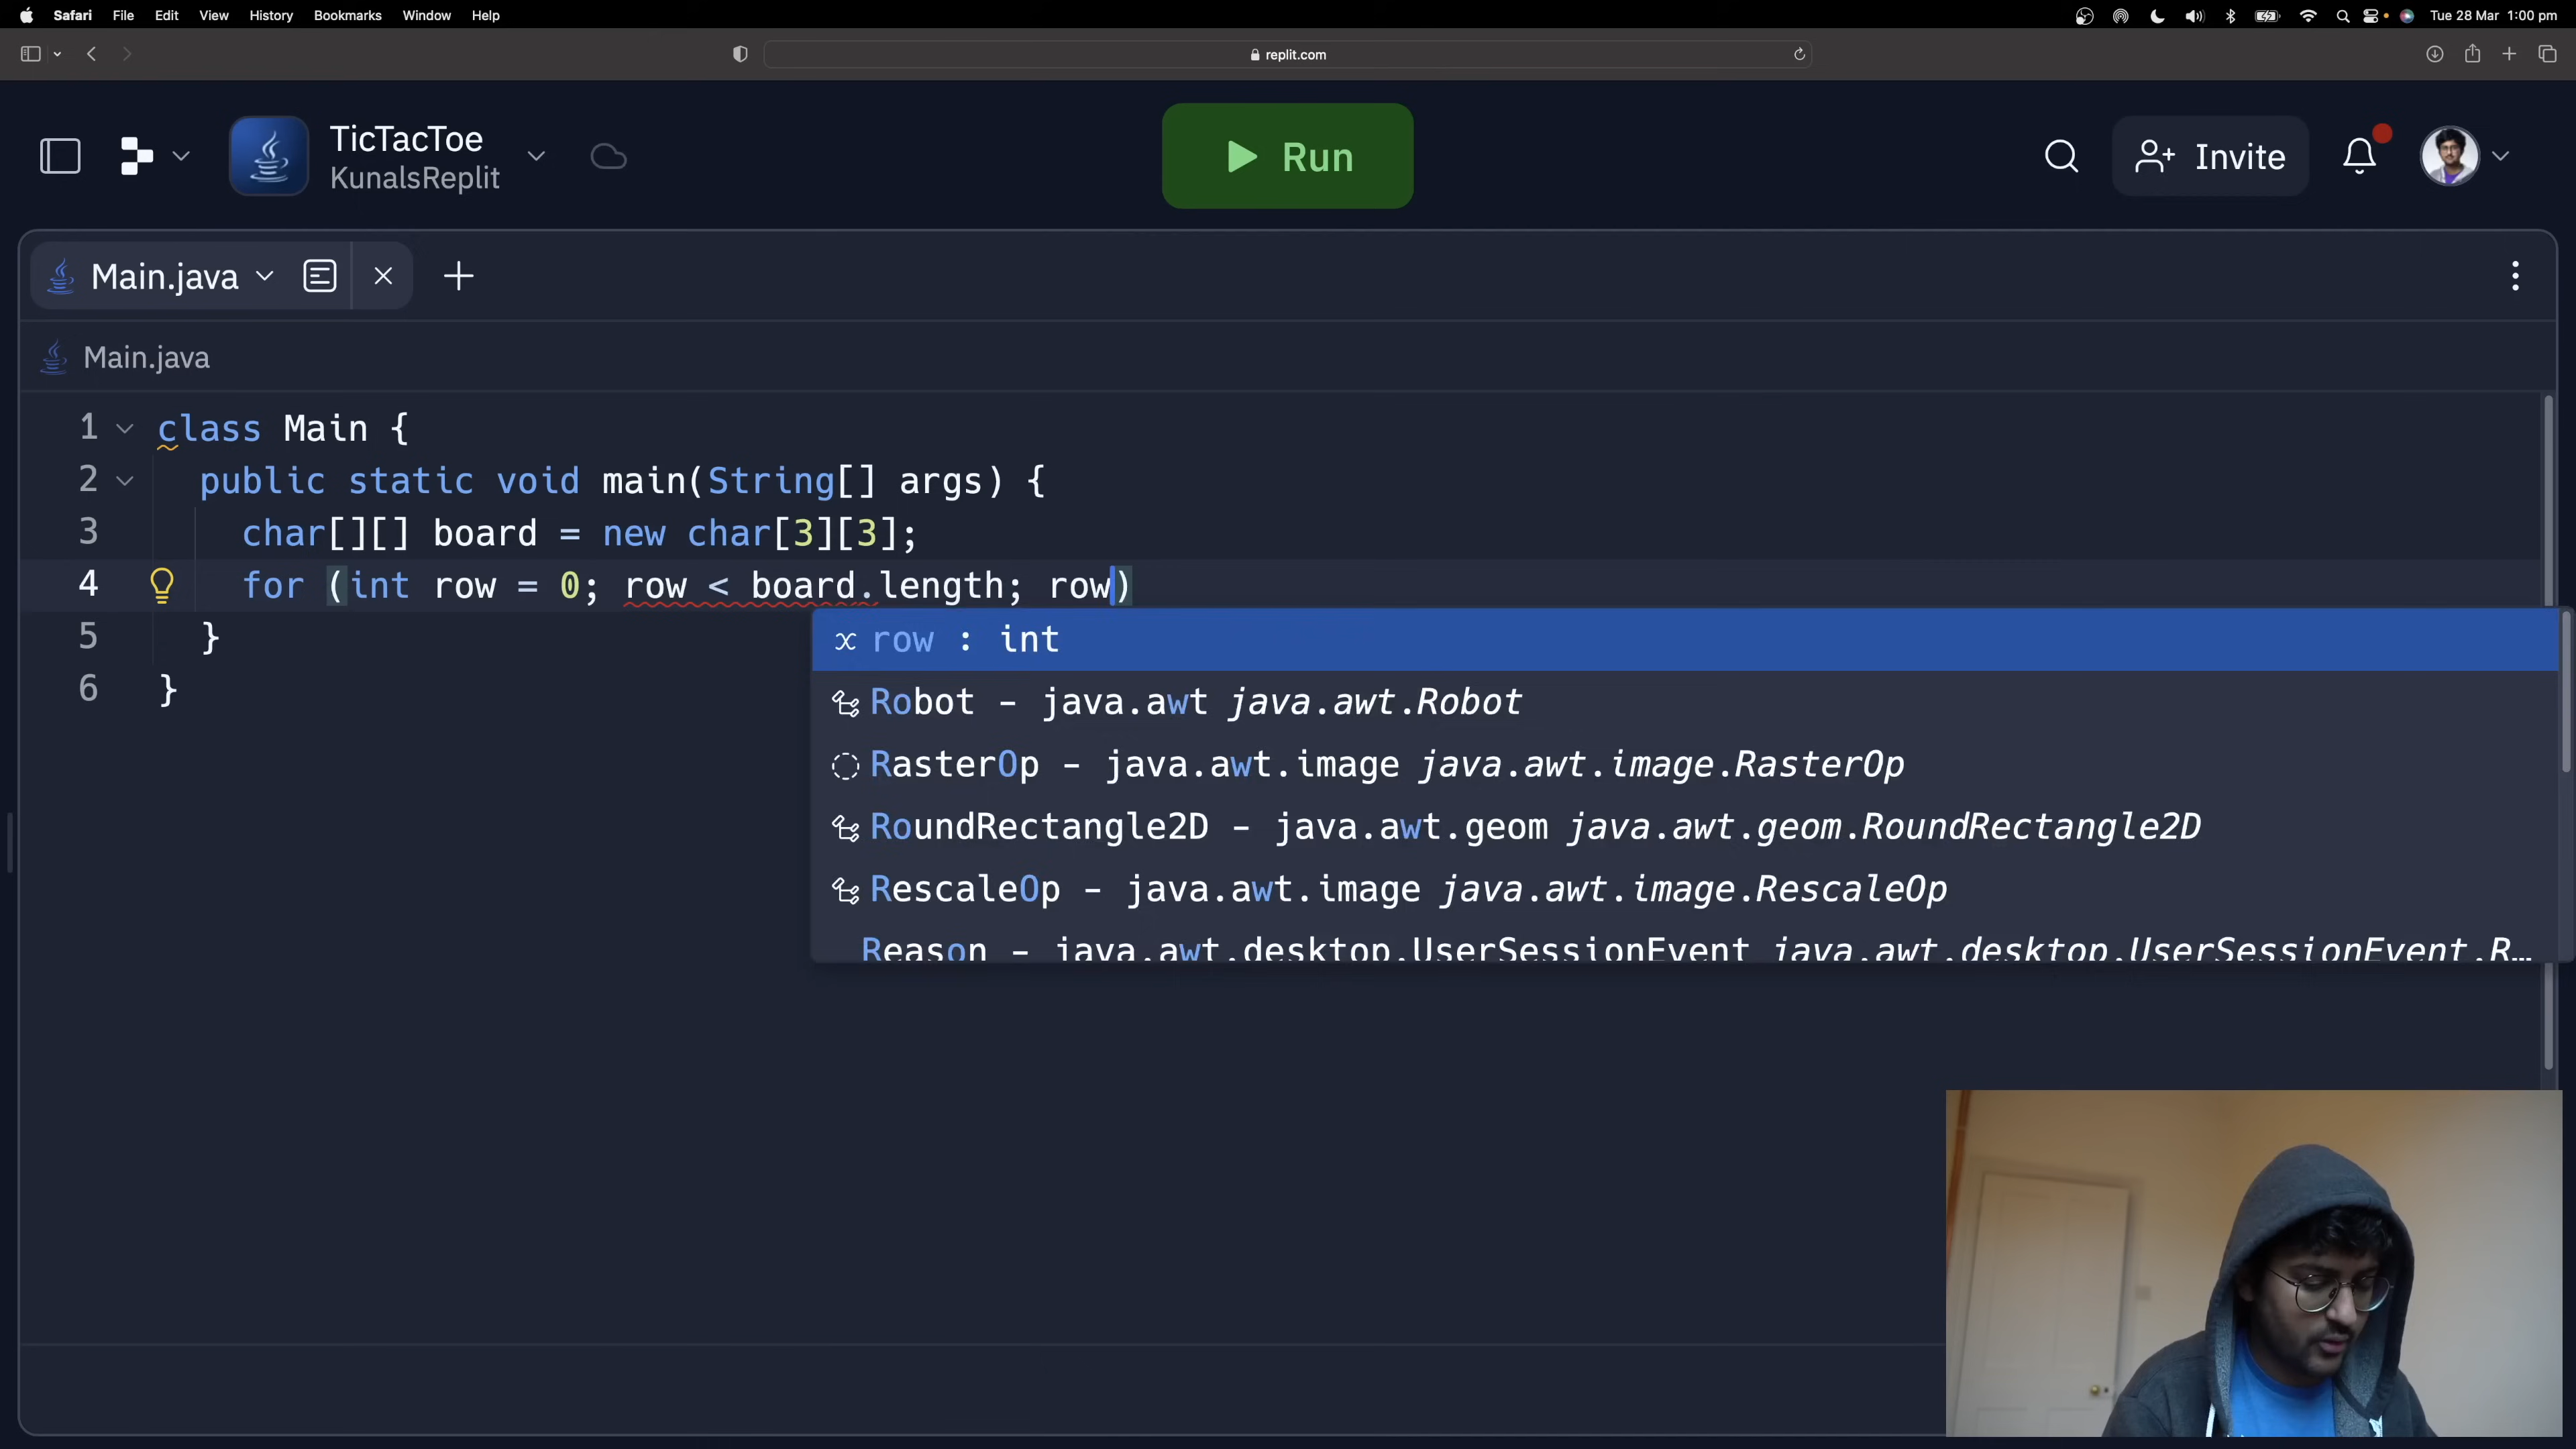 Safari File Edit View History Bookmarks Window Help Tue 28 Mar 1:00 pm
replit.com
TicTacToe
KunalsReplit
Run
Invite
Main.java
Main.java
1 class Main {
2 public static void main(String[] args) {
3 char[][] board = new char[3][3];
4 for (int row = 0; row < board.length; row)
5 }
6 }
row : int
Robot - java.awt java.awt.Robot
RasterOp - java.awt.image java.awt.image.RasterOp
RoundRectangle2D - java.awt.geom java.awt.geom.RoundRectangle2D
RescaleOp - java.awt.image java.awt.image.RescaleOp
Reason - java.awt.desktop.UserSessionEvent java.awt.desktop.UserSessionEvent.R…